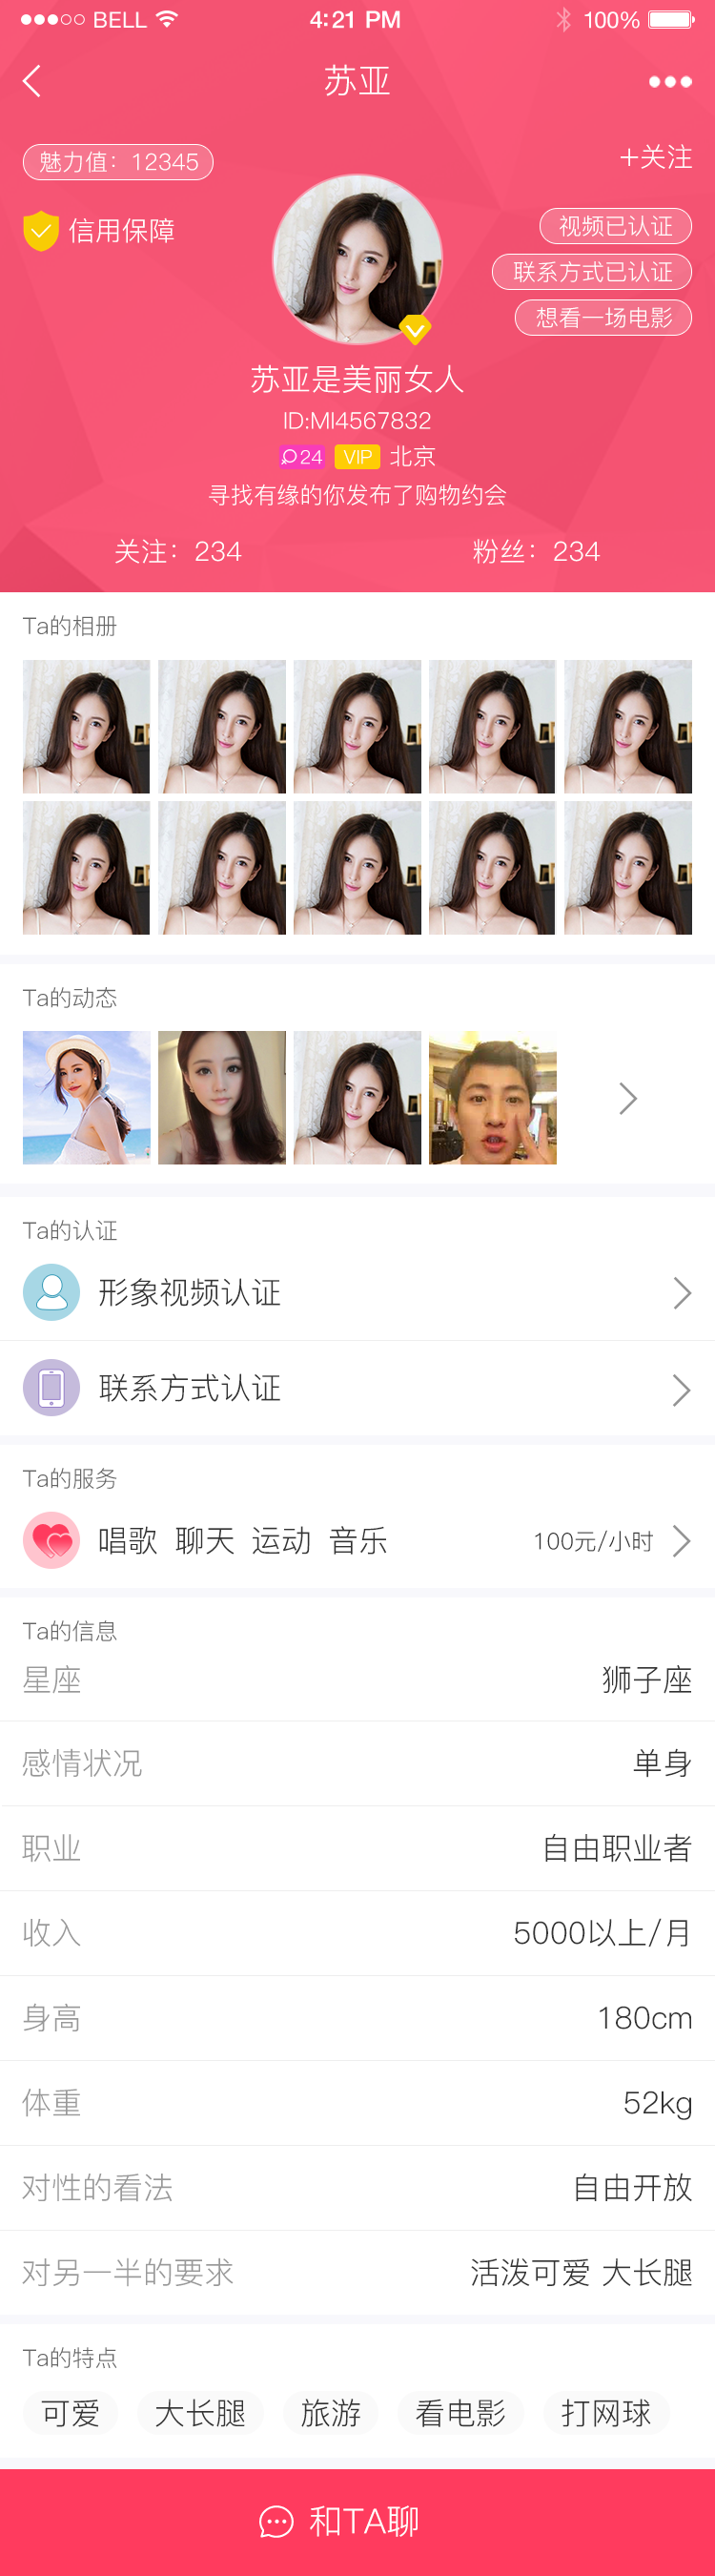 BELL 4:21 PM 100%
苏亚
魅力值：12345
+关注
信用保障
视频已认证
联系方式已认证
想看一场电影
苏亚是美丽女人
ID:MI4567832
24 VIP 北京
寻找有缘的你发布了购物约会
关注：234 粉丝：234
Ta的相册
Ta的动态
Ta的认证
形象视频认证
联系方式认证
Ta的服务
唱歌 聊天 运动 音乐 100元/小时
Ta的信息
星座 狮子座
感情状况 单身
职业 自由职业者
收入 5000以上/月
身高 180cm
体重 52kg
对性的看法 自由开放
对另一半的要求 活泼可爱 大长腿
Ta的特点
可爱 大长腿 旅游 看电影 打网球
和TA聊